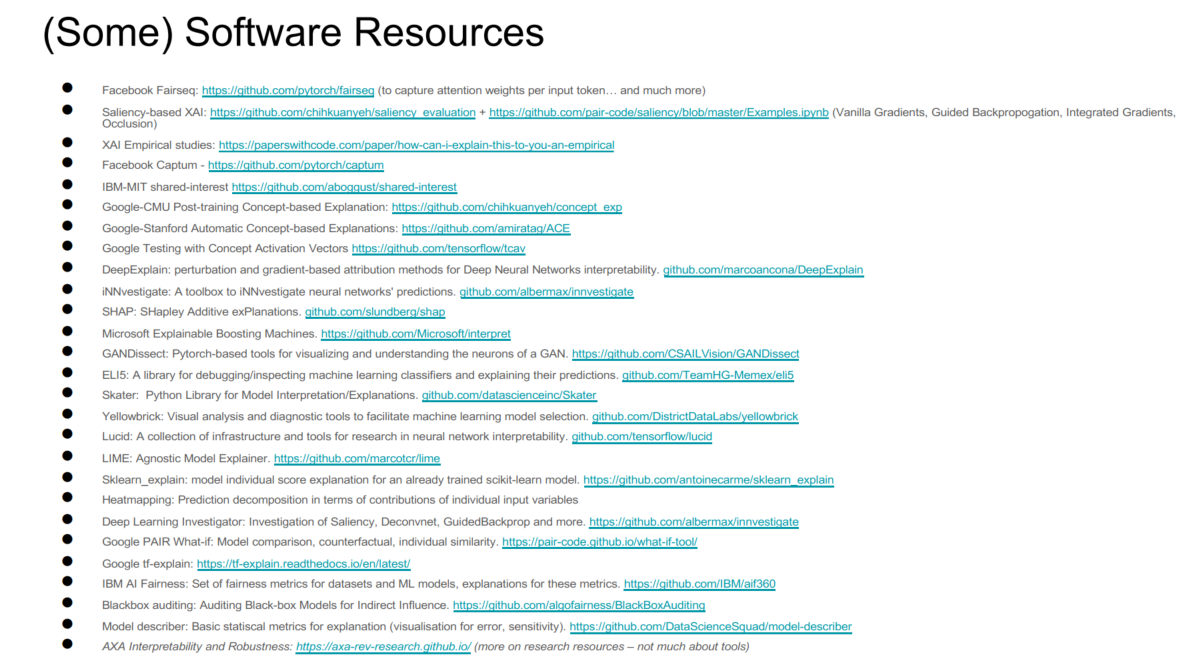 (Some) Software Resources
● Facebook Fairseq: https://github.com/pytorch/fairseq (to capture attention weights per input token… and much more)
● Saliency-based XAI: https://github.com/chihkuanyeh/saliency_evaluation + https://github.com/pair-code/saliency/blob/master/Examples.ipynb (Vanilla Gradients, Guided Backpropogation, Integrated Gradients,
Occlusion)
● XAI Empirical studies: https://paperswithcode.com/paper/how-can-i-explain-this-to-you-an-empirical
● Facebook Captum - https://github.com/pytorch/captum
● IBM-MIT shared-interest https://github.com/aboggust/shared-interest
● Google-CMU Post-training Concept-based Explanation: https://github.com/chihkuanyeh/concept_exp
● Google-Stanford Automatic Concept-based Explanations: https://github.com/amiratag/ACE
● Google Testing with Concept Activation Vectors https://github.com/tensorflow/tcav
● DeepExplain: perturbation and gradient-based attribution methods for Deep Neural Networks interpretability. github.com/marcoancona/DeepExplain
● iNNvestigate: A toolbox to iNNvestigate neural networks' predictions. github.com/albermax/innvestigate
● SHAP: SHapley Additive exPlanations. github.com/slundberg/shap
● Microsoft Explainable Boosting Machines. https://github.com/Microsoft/interpret
● GANDissect: Pytorch-based tools for visualizing and understanding the neurons of a GAN. https://github.com/CSAILVision/GANDissect
● ELI5: A library for debugging/inspecting machine learning classifiers and explaining their predictions. github.com/TeamHG-Memex/eli5
● Skater: Python Library for Model Interpretation/Explanations. github.com/datascienceinc/Skater
● Yellowbrick: Visual analysis and diagnostic tools to facilitate machine learning model selection. github.com/DistrictDataLabs/yellowbrick
● Lucid: A collection of infrastructure and tools for research in neural network interpretability. github.com/tensorflow/lucid
● LIME: Agnostic Model Explainer. https://github.com/marcotcr/lime
● Sklearn_explain: model individual score explanation for an already trained scikit-learn model. https://github.com/antoinecarme/sklearn_explain
● Heatmapping: Prediction decomposition in terms of contributions of individual input variables
● Deep Learning Investigator: Investigation of Saliency, Deconvnet, GuidedBackprop and more. https://github.com/albermax/innvestigate
● Google PAIR What-if: Model comparison, counterfactual, individual similarity. https://pair-code.github.io/what-if-tool/
● Google tf-explain: https://tf-explain.readthedocs.io/en/latest/
● IBM AI Fairness: Set of fairness metrics for datasets and ML models, explanations for these metrics. https://github.com/IBM/aif360
● Blackbox auditing: Auditing Black-box Models for Indirect Influence. https://github.com/algofairness/BlackBoxAuditing
● Model describer: Basic statiscal metrics for explanation (visualisation for error, sensitivity). https://github.com/DataScienceSquad/model-describer
● AXA Interpretability and Robustness: https://axa-rev-research.github.io/ (more on research resources – not much about tools)